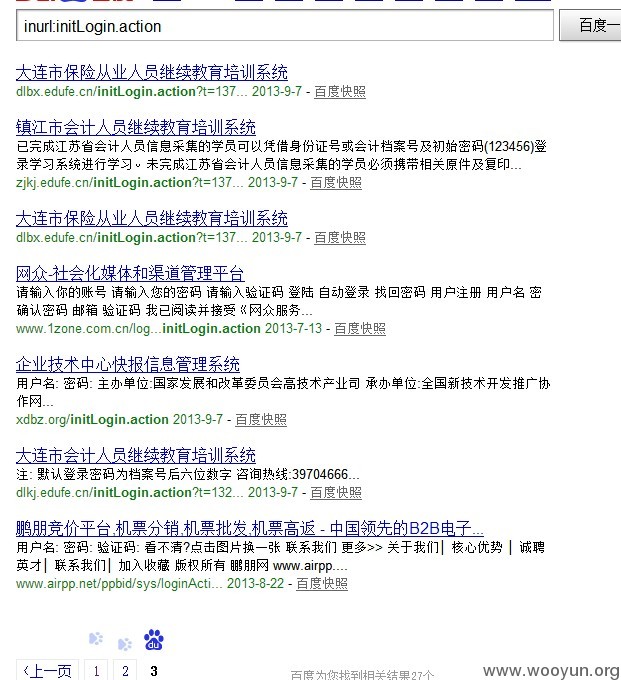 inurl:initLogin.action
百度一
大连市保险从业人员继续教育培训系统
dlbx.edufe.cn/initLogin.action?t=137... 2013-9-7 - 百度快照
镇江市会计人员继续教育培训系统
已完成江苏省会计人员信息采集的学员可以凭借身份证号或会计档案号及初始密码(123456)登
录学习系统进行学习。未完成江苏省会计人员信息采集的学员必须携带相关原件及复印...
zjkj.edufe.cn/initLogin.action?t=137... 2013-9-7 - 百度快照
大连市保险从业人员继续教育培训系统
dlbx.edufe.cn/initLogin.action?t=137... 2013-9-7 - 百度快照
网众-社会化媒体和渠道管理平台
请输入你的账号 请输入您的密码 请输入验证码 登陆 自动登录 找回密码 用户注册 用户名 密
确认密码 邮箱 验证码 我已阅读并接受《网众服务...
www.1zone.com.cn/log...initLogin.action 2013-7-13 - 百度快照
企业技术中心快报信息管理系统
用户名: 密码: 主办单位:国家发展和改革委员会高技术产业司 承办单位:全国新技术开发推广协
作网...
xdbz.org/initLogin.action 2013-9-7 - 百度快照
大连市会计人员继续教育培训系统
注: 默认登录密码为档案号后六位数字 咨询热线:39704666...
dlkj.edufe.cn/initLogin.action?t=132... 2013-9-7 - 百度快照
鹏朋竞价平台,机票分销,机票批发,机票高返 - 中国领先的B2B电子...
用户名: 密码: 验证码: 看不清?点击图片换一张 联系我们 更多>> 关于我们| 核心优势 | 诚聘
英才| 联系我们| 加入收藏 版权所有 鹏朋网 www.airpp....
www.airpp.net/ppbid/sys/loginActi... 2013-8-22 - 百度快照
du
<上一页 1 2 3
百度为您找到相关结果27个
www.wooyun.org